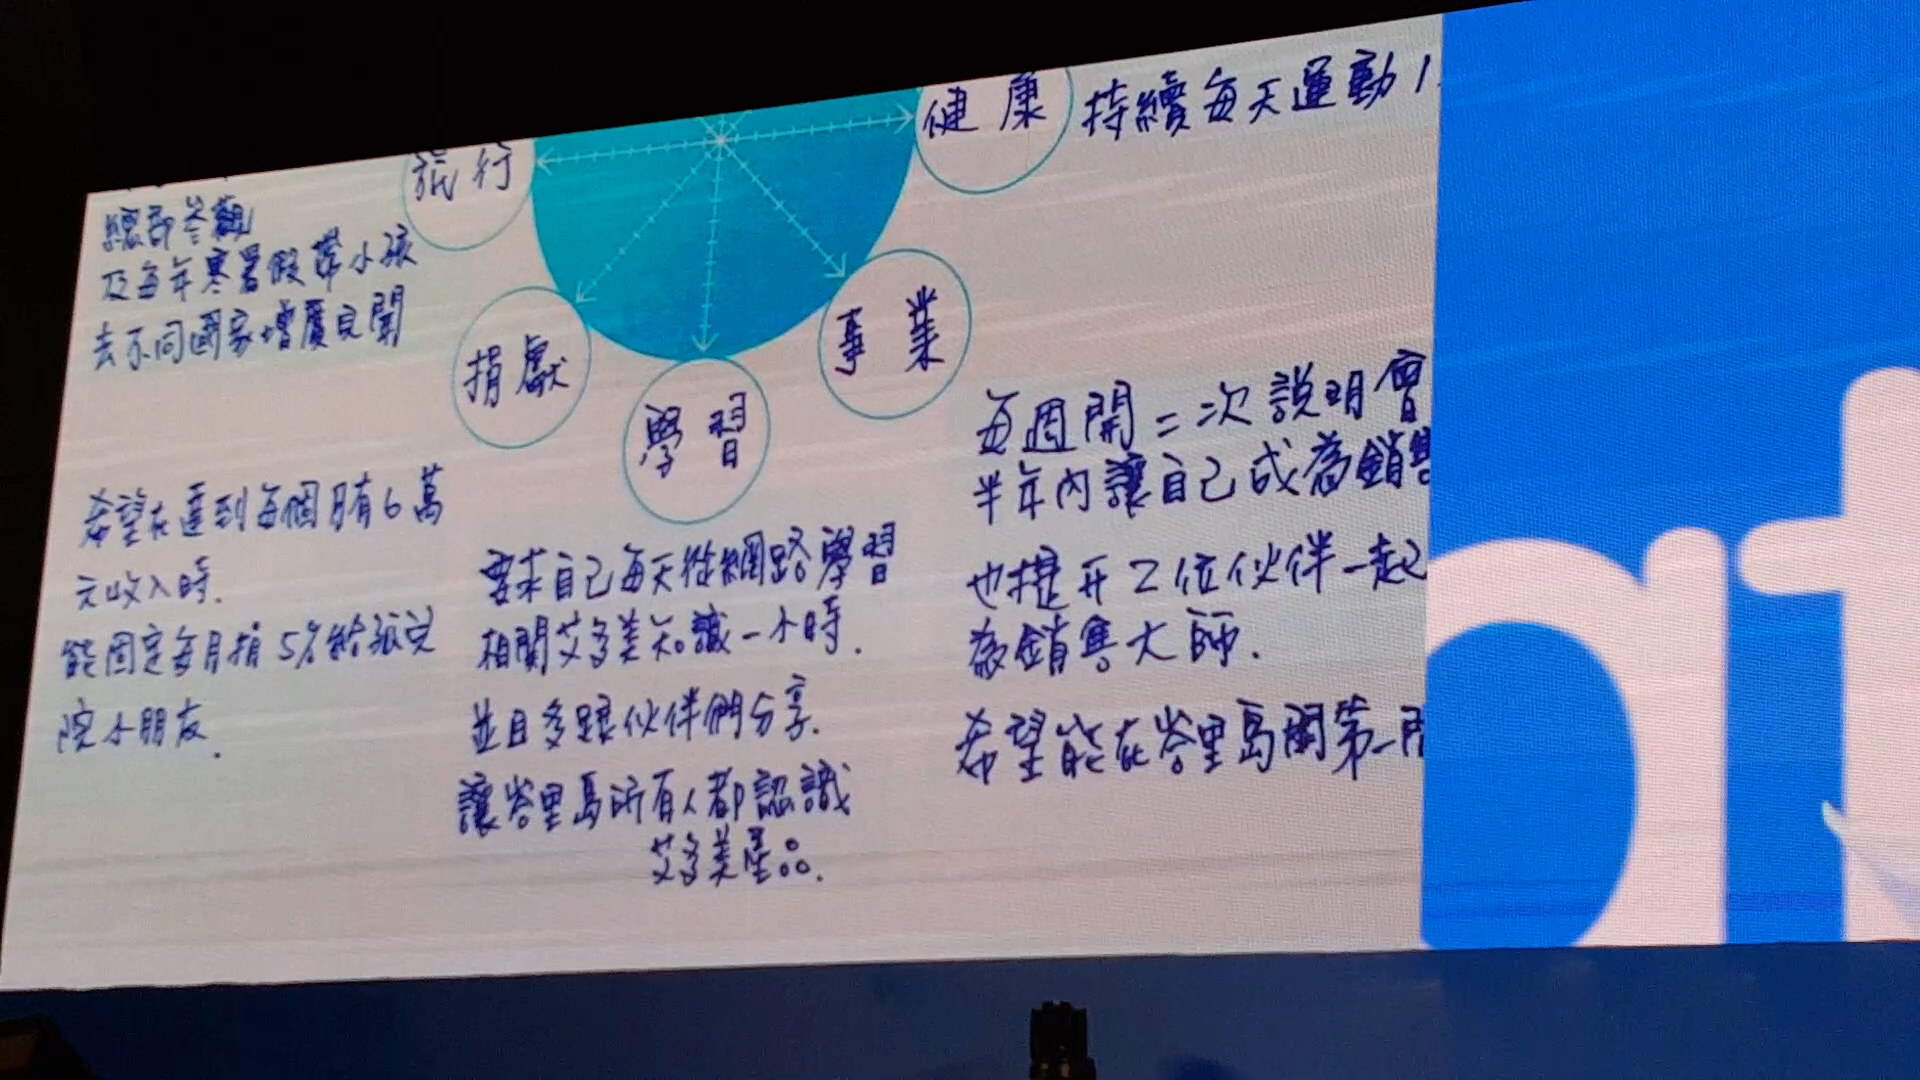 健康
持續每天運動1
旅行
總部參觀
及每年寒暑假帶小孩
去不同國家增廣見聞
捐獻
希望在達到每個月有6萬
元收入時.
能固定每月捐5%給孤兒
院小朋友.
學習
要求自己每天從網路學習
相關艾多美知識一小時.
並且多跟伙伴們分享.
讓峇里島所有人都認識
艾多美產品.
事業
每週開二次說明會
半年內讓自己成為銷售
也提升2位伙伴一起
為銷售大師.
希望能在峇里島開第一
at